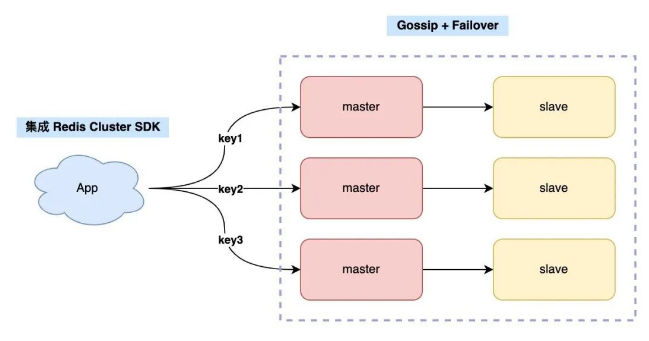 Gossip + Failover
集成 Redis Cluster SDK
App
key1
key2
key3
master
slave
master
slave
master
slave